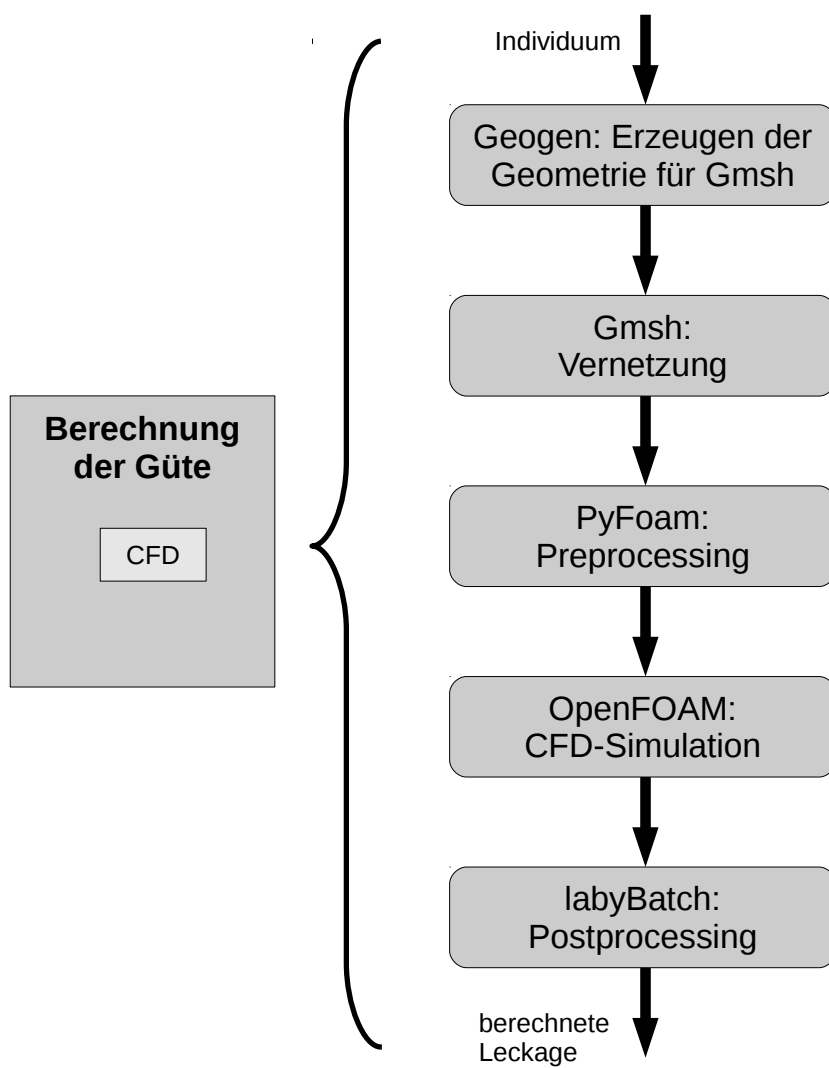 Individuum
Geogen: Erzeugen der
Geometrie für Gmsh
Gmsh:
Vernetzung
Berechnung
der Güte
CFD
PyFoam:
Preprocessing
OpenFOAM:
CFD-Simulation
labyBatch:
Postprocessing
berechnete
Leckage